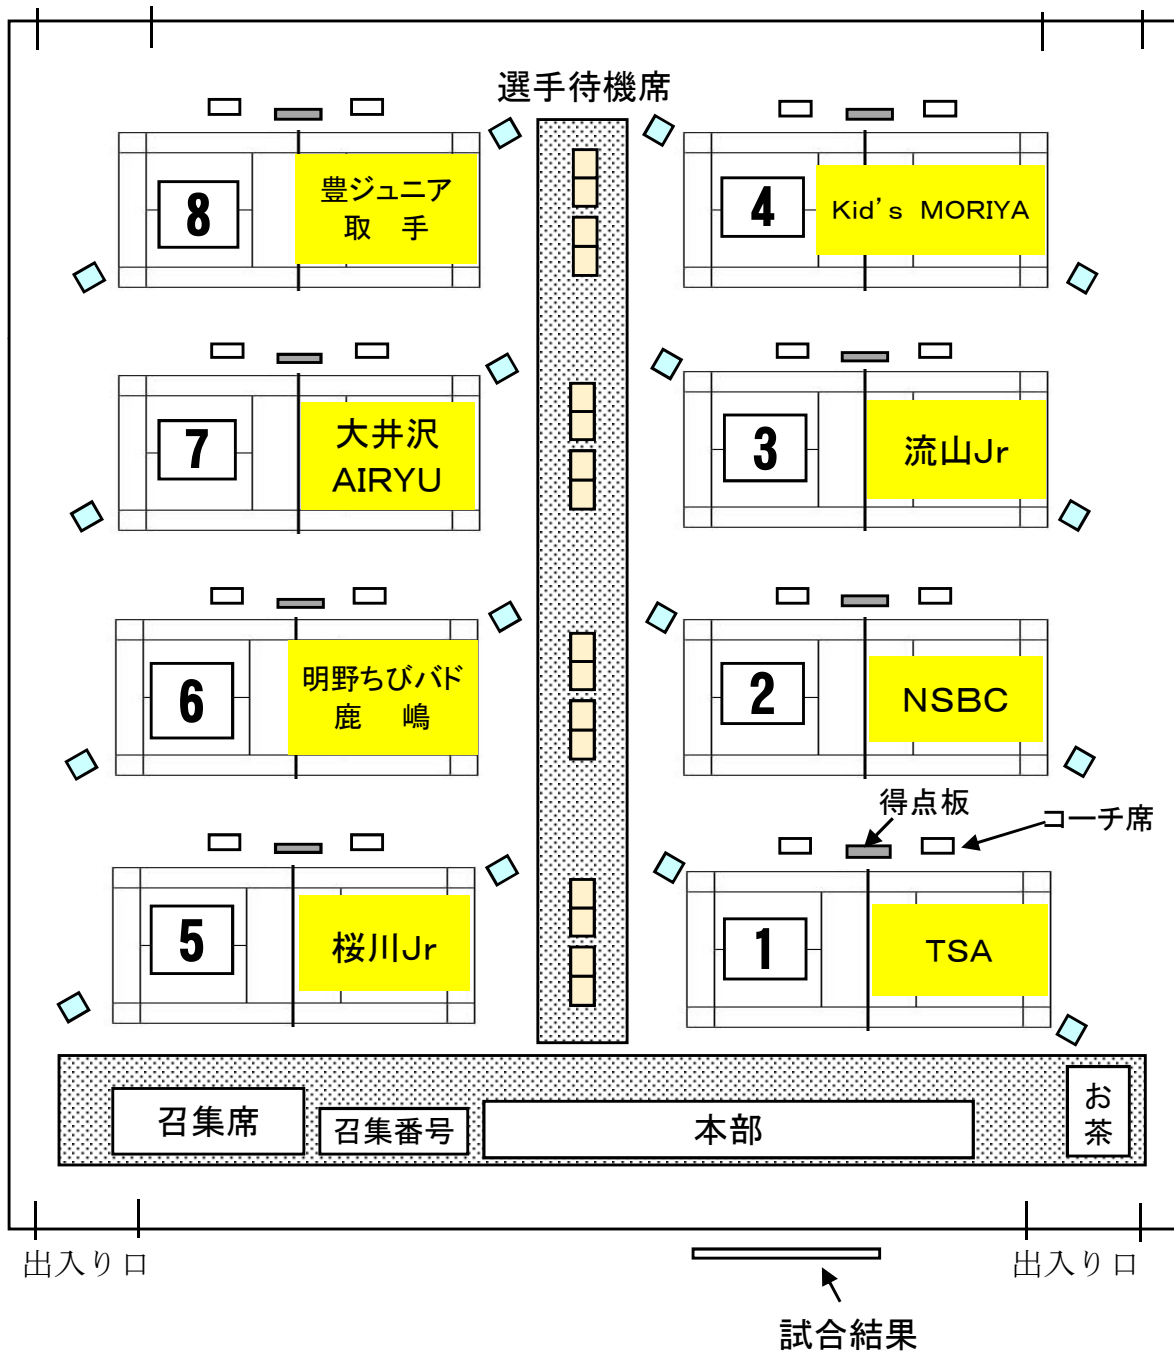 選手待機席
8
豊ジュニア
取 手
4
Kid's MORIYA
7
大井沢
AIRYU
3
流山Jr
6
明野ちびバド
鹿 嶋
2
NSBC
得点板
コーチ席
5
桜川Jr
1
TSA
召集席
召集番号
本部
お
茶
出入り口
出入り口
試合結果